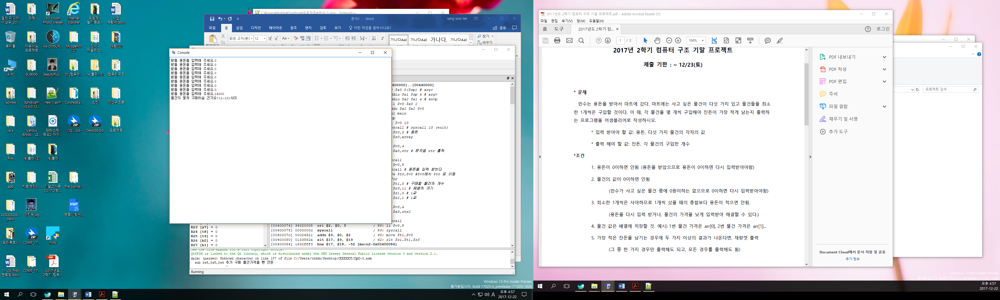 멀티 미디어
이상우_20...
과제
3D Vision
Photo Viewer
Internet
Explorer
우원재 -
슬기로운...
사업
계획서.docx
휴지통
아두이노
프로젝트
lsw.OctoUlt...
Myopencv
(2)
민서 -
저글러스...
대회 (2)
내 PC
BU9006
BeautyPlus...
01_컴퓨터...
새 폴더 (3)
컴퓨터구조
labview
Bandicam
v3.4.0.12...
new 1.asm
ColoredBa...
소전
이산구조론
java
Various
Artists - 그...
판타스틱
듀오2 아이...
()t2....zip
Desktop.zip
프로젝트
자바
새 폴더 (2)
새 폴더
app
지트엔진6...
기말고사문
2017-2학...
The.Swindl...
zzzzzzzzzz...
pack
이진우.jpg
멘토신청서...
[프리루트]...
COMP_17...
Fixts
11-28 자바
멘토링.docx
COMP_17...
2017년도
2학기 컴퓨...
C:₩Users₩tkddn₩Desktop₩프로젝트₩완성-3.asm - Notepad++
문서1 - Word
sang woo lee
파일 홈 삽입 디자인 레이아웃 참조 편지 검토 보기 어떤 작업을 원하시나요?
공유
맑은 고딕(본문 12
가나다AaB 가나다AaB 가나다. 가나다AaB
찾기
바꾸기
Console
받을 용돈을 입력해 주세요.0
받을 용돈을 입력해 주세요.0
받을 용돈을 입력해 주세요.0
받을 용돈을 입력해 주세요.0
받을 용돈을 입력해 주세요.0
받을 용돈을 입력해 주세요.0
받을 용돈을 입력해 주세요.0
받을 용돈을 입력해 주세요.0
받을 용돈을 입력해 주세요.14000
물건의 몇개 구매하실 건가요?(1~10)사이
400000]..[00440000]
$a0 0($sp) # argc
ddiu $a1 $sp 4 # argv
ddiu $a2 $a1 4 # envp
ll $v0 $a0 2
ddu $a2 $a2 $v0
al main
op
$v0 10
yscall # syscall 10 (exit)
$t0,0 # 용돈
$s0,array
$v0,4
$a0,str # 문자열 str 출력
scall
$v0,5
scall # 용돈을 입력 받는다.
ve $t0,$v0 #$v0에서 $t0 로 이동
for
$t1,0 # 구매할 물건의 개수
$s3,11 # 배열의 크기
$s1,0 # i값
$s2,1 # 1값
$v0,4
$a0,str2
scall
[00400074] 34020005 ori $2, $0, 5 ; 58: li $v0,5
[00400078] 0000000c syscall ; 59: syscall
[0040007c] 00024821 addu $9, $0, $2 ; 60: move $t1,$v0
[00400080] 0133882a slt $17, $9, $19 ; 62: slt $s1,$t1,$s3
[00400084] 1632fff3 bne $17, $18, -52 [main2-0x00400084]
R23 [s7] = 0
R24 [t8] = 0
R25 [t9] = 0
R26 [k0] = 0
R27 [k1] = 0
See the file README for a full copyright notice.
QtSPIM is linked to the Qt library, which is distributed under the GNU Lesser General Public License version 3 and version 2.1.
spim: (parser) Unknown character on line 187 of file C:/Users/tkddn/Desktop/
-3.asm
sub $s5,$s5,$s4 추가 구매 물건가격을 뺀 잔돈
^
Running
Windows 10 Pro Insider Preview
평가본입니다. Build 17025.rs_prerelease.171020-1626
A
오후 4:57
2017-12-22
2017년도 2학기 컴퓨터 구조 기말 프로젝트.pdf - Adobe Acrobat Reader DC
파일 편집 보기(V) 창(W) 도움말(H)
홈 도구 2017년도 2학기 컴... ×
로그인
1 / 2
104%
2017년 2학기 컴퓨터 구조 기말 프로젝트
제출 기한 : ~ 12/23(토)
* 문제
민수는 용돈을 받아서 마트에 갔다. 마트에는 사고 싶은 물건이 다섯 가지 있고 물건들을 최소
한 1개씩은 구입할 것이다. 이 때, 각 물건을 몇 개씩 구입해야 잔돈이 가장 적게 남는지 출력하
는 프로그램을 어셈블리어로 작성하시오.
* 입력 받아야 할 값: 용돈, 다섯 가지 물건의 각자의 값
* 출력 해야 할 값: 잔돈, 각 물건의 구입한 개수
*조건
1. 용돈이 0이하면 안됨 (용돈을 받았으므로 용돈이 0이하면 다시 입력받아야함)
2. 물건의 값이 0이하면 안됨
(민수가 사고 싶은 물건 중에 0원이하는 없으므로 0이하면 다시 입력받아야함)
3. 최소한 1개씩은 사야하므로 1개씩 샀을 때의 총합보다 용돈이 적으면 안됨.
(용돈을 다시 입력 받거나, 물건의 가격을 낮게 입력받아 해결할 수 있다.)
4. 물건 값은 배열에 저장할 것. 예시) 1번 물건 가격은 arr[0], 2번 물건 가격은 arr[1]...
5. 가장 적은 잔돈을 남기는 경우에 두 가지 이상의 결과가 나온다면, 재량껏 출력
(그 중 한 가지 경우만 출력해도 되고, 모든 경우를 출력해도 됨)
PDF 내보내기
PDF 작성
PDF 편집
주석
파일 결합
채우기 및 서명
추가 도구
Document Cloud에서 문서 저장 및 공유
추가 정보
프로젝트 검색
Windows 10 Pro Insider Preview
평가본입니다. Build 17025.rs_prerelease.171020-1626
오후 4:57
2017-12-22